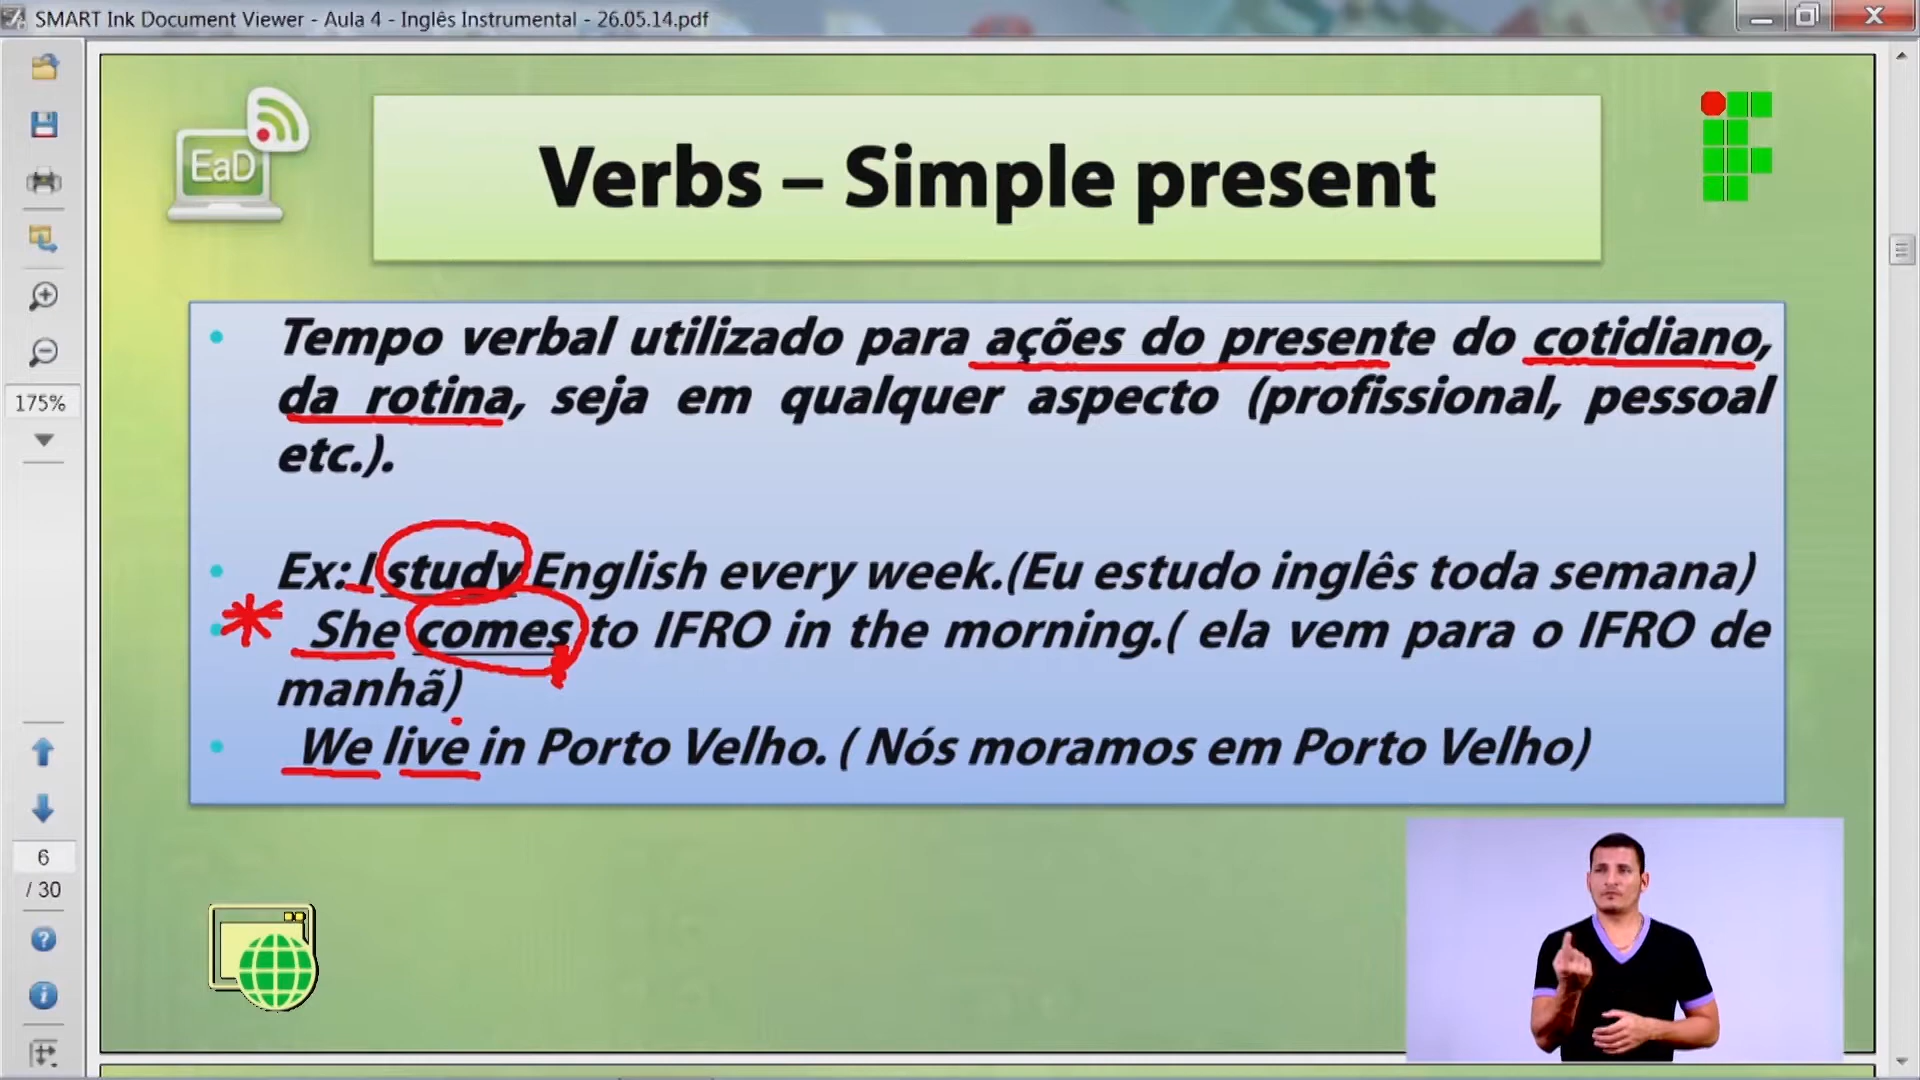 SMART Ink Document Viewer - Aula 4 - Inglês Instrumental - 26.05.14.pdf
EaD
Verbs – Simple present
175%
• Tempo verbal utilizado para ações do presente do cotidiano,
da rotina, seja em qualquer aspecto (profissional, pessoal
etc.).
• Ex: I study English every week.(Eu estudo inglês toda semana)
• She comes to IFRO in the morning.( ela vem para o IFRO de
manhã)
• We live in Porto Velho. ( Nós moramos em Porto Velho)
6
/ 30